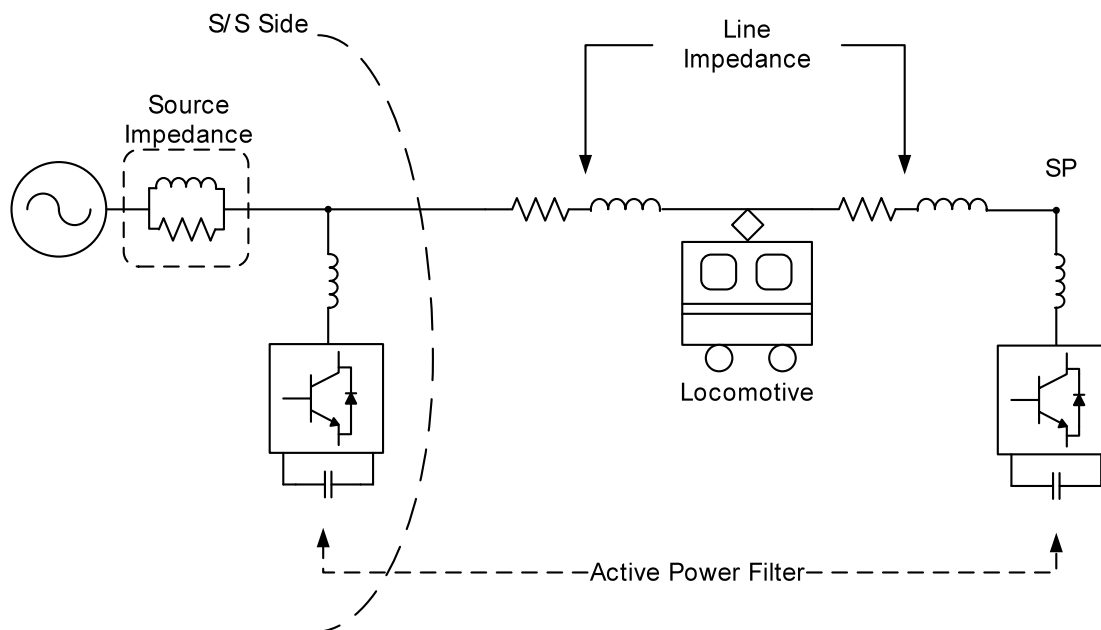 S/S Side
Line
Impedance
Source
Impedance
SP
Locomotive
Active Power Filter